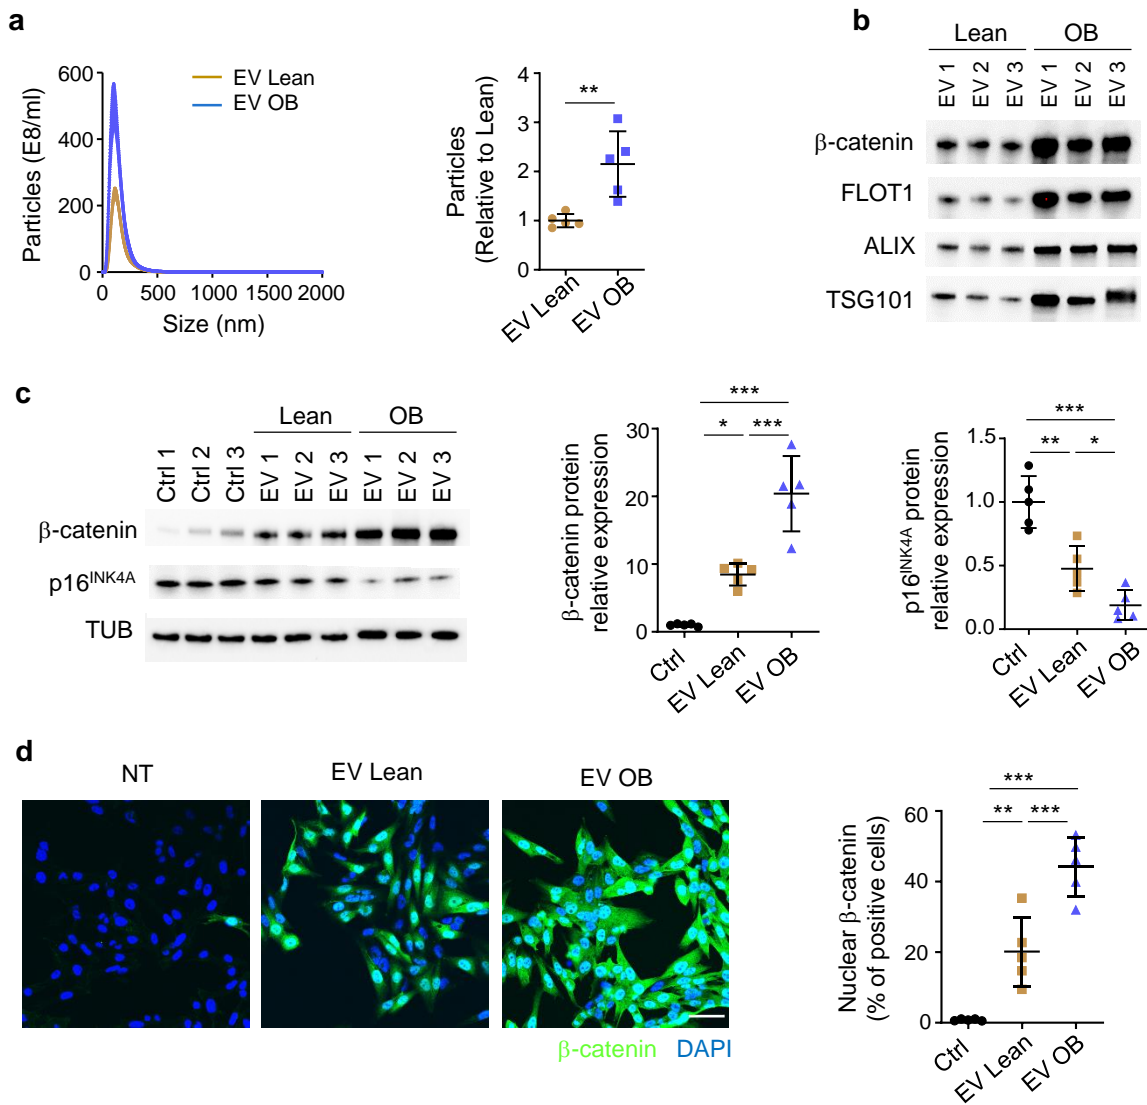 a
Particles (E8/ml)
600
400
200
0
0 500 1000 1500 2000
Size (nm)
EV Lean
EV OB
Particles
(Relative to Lean)
4
3
2
1
0
**
EV Lean
EV OB
b
Lean OB
EV 1 EV 2 EV 3 EV 1 EV 2 EV 3
β-catenin
FLOT1
ALIX
TSG101
c
Lean OB
Ctrl 1 Ctrl 2 Ctrl 3 EV 1 EV 2 EV 3 EV 1 EV 2 EV 3
β-catenin
p16INK4A
TUB
β-catenin protein
relative expression
30
20
10
0
***
* ***
Ctrl
EV Lean
EV OB
p16INK4A protein
relative expression
1.5
1.0
0.5
0.0
***
** *
Ctrl
EV Lean
EV OB
d
NT EV Lean EV OB
β-catenin DAPI
Nuclear β-catenin
(% of positive cells)
60
40
20
0
***
** ***
Ctrl
EV Lean
EV OB